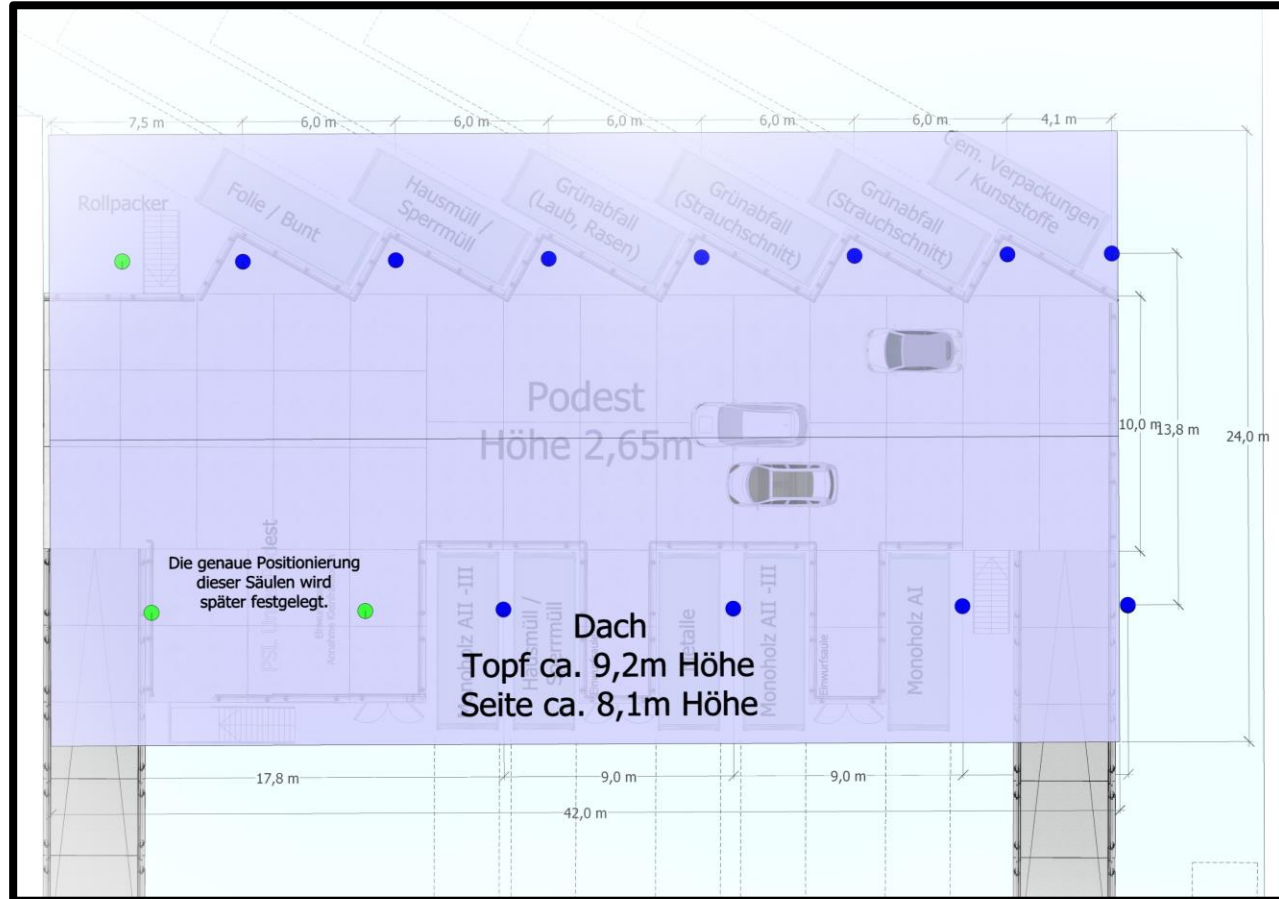 7,5 m 6,0 m 6,0 m 6,0 m 6,0 m 6,0 m 4,1 m
Rollpacker
Folie / Bunt
Hausmüll /
Sperrmüll
Grünabfall
(Laub, Rasen)
Grünabfall
(Strauchschnitt)
Grünabfall
(Strauchschnitt)
Cem. Verpackungen
/ Kunststoffe
Podest
Höhe 2,65m
10,0 m
13,8 m
24,0 m
Die genaue Positionierung
dieser Säulen wird
später festgelegt.
Monoholz AII -III
Hausmüll /
Sperrmüll
Monoholz AII -III
Einwurfsäule
Monoholz AI
Dach
Topf ca. 9,2m Höhe
Seite ca. 8,1m Höhe
17,8 m 9,0 m 9,0 m
42,0 m